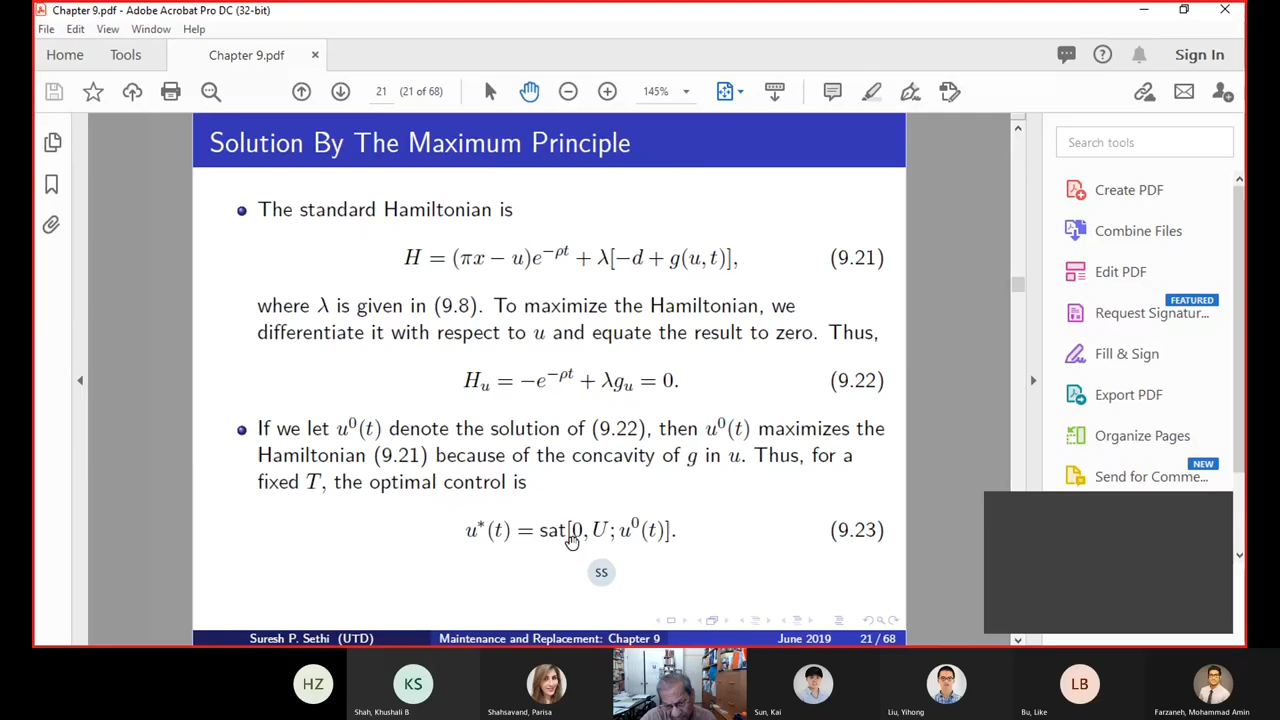 Chapter 9.pdf - Adobe Acrobat Pro DC (32-bit)
File Edit View Window Help
Home Tools Chapter 9.pdf × Sign In
21 (21 of 68) 145%
Solution By The Maximum Principle
The standard Hamiltonian is
H = (πx − u)e^{−ρt} + λ[−d + g(u, t)], (9.21)
where λ is given in (9.8). To maximize the Hamiltonian, we
differentiate it with respect to u and equate the result to zero. Thus,
H_u = −e^{−ρt} + λg_u = 0. (9.22)
If we let u^0(t) denote the solution of (9.22), then u^0(t) maximizes the
Hamiltonian (9.21) because of the concavity of g in u. Thus, for a
fixed T, the optimal control is
u*(t) = sat[0, U; u^0(t)]. (9.23)
SS
Suresh P. Sethi (UTD) Maintenance and Replacement: Chapter 9 June 2019 21 / 68
Search tools
Create PDF
Combine Files
Edit PDF
FEATURED
Request Signatur...
Fill & Sign
Export PDF
Organize Pages
NEW
Send for Comme...
HZ KS LB
Shah, Khushali B Shahsavand, Parisa Sun, Kai Liu, Yihong Bu, Like Farzaneh, Mohammad Amin